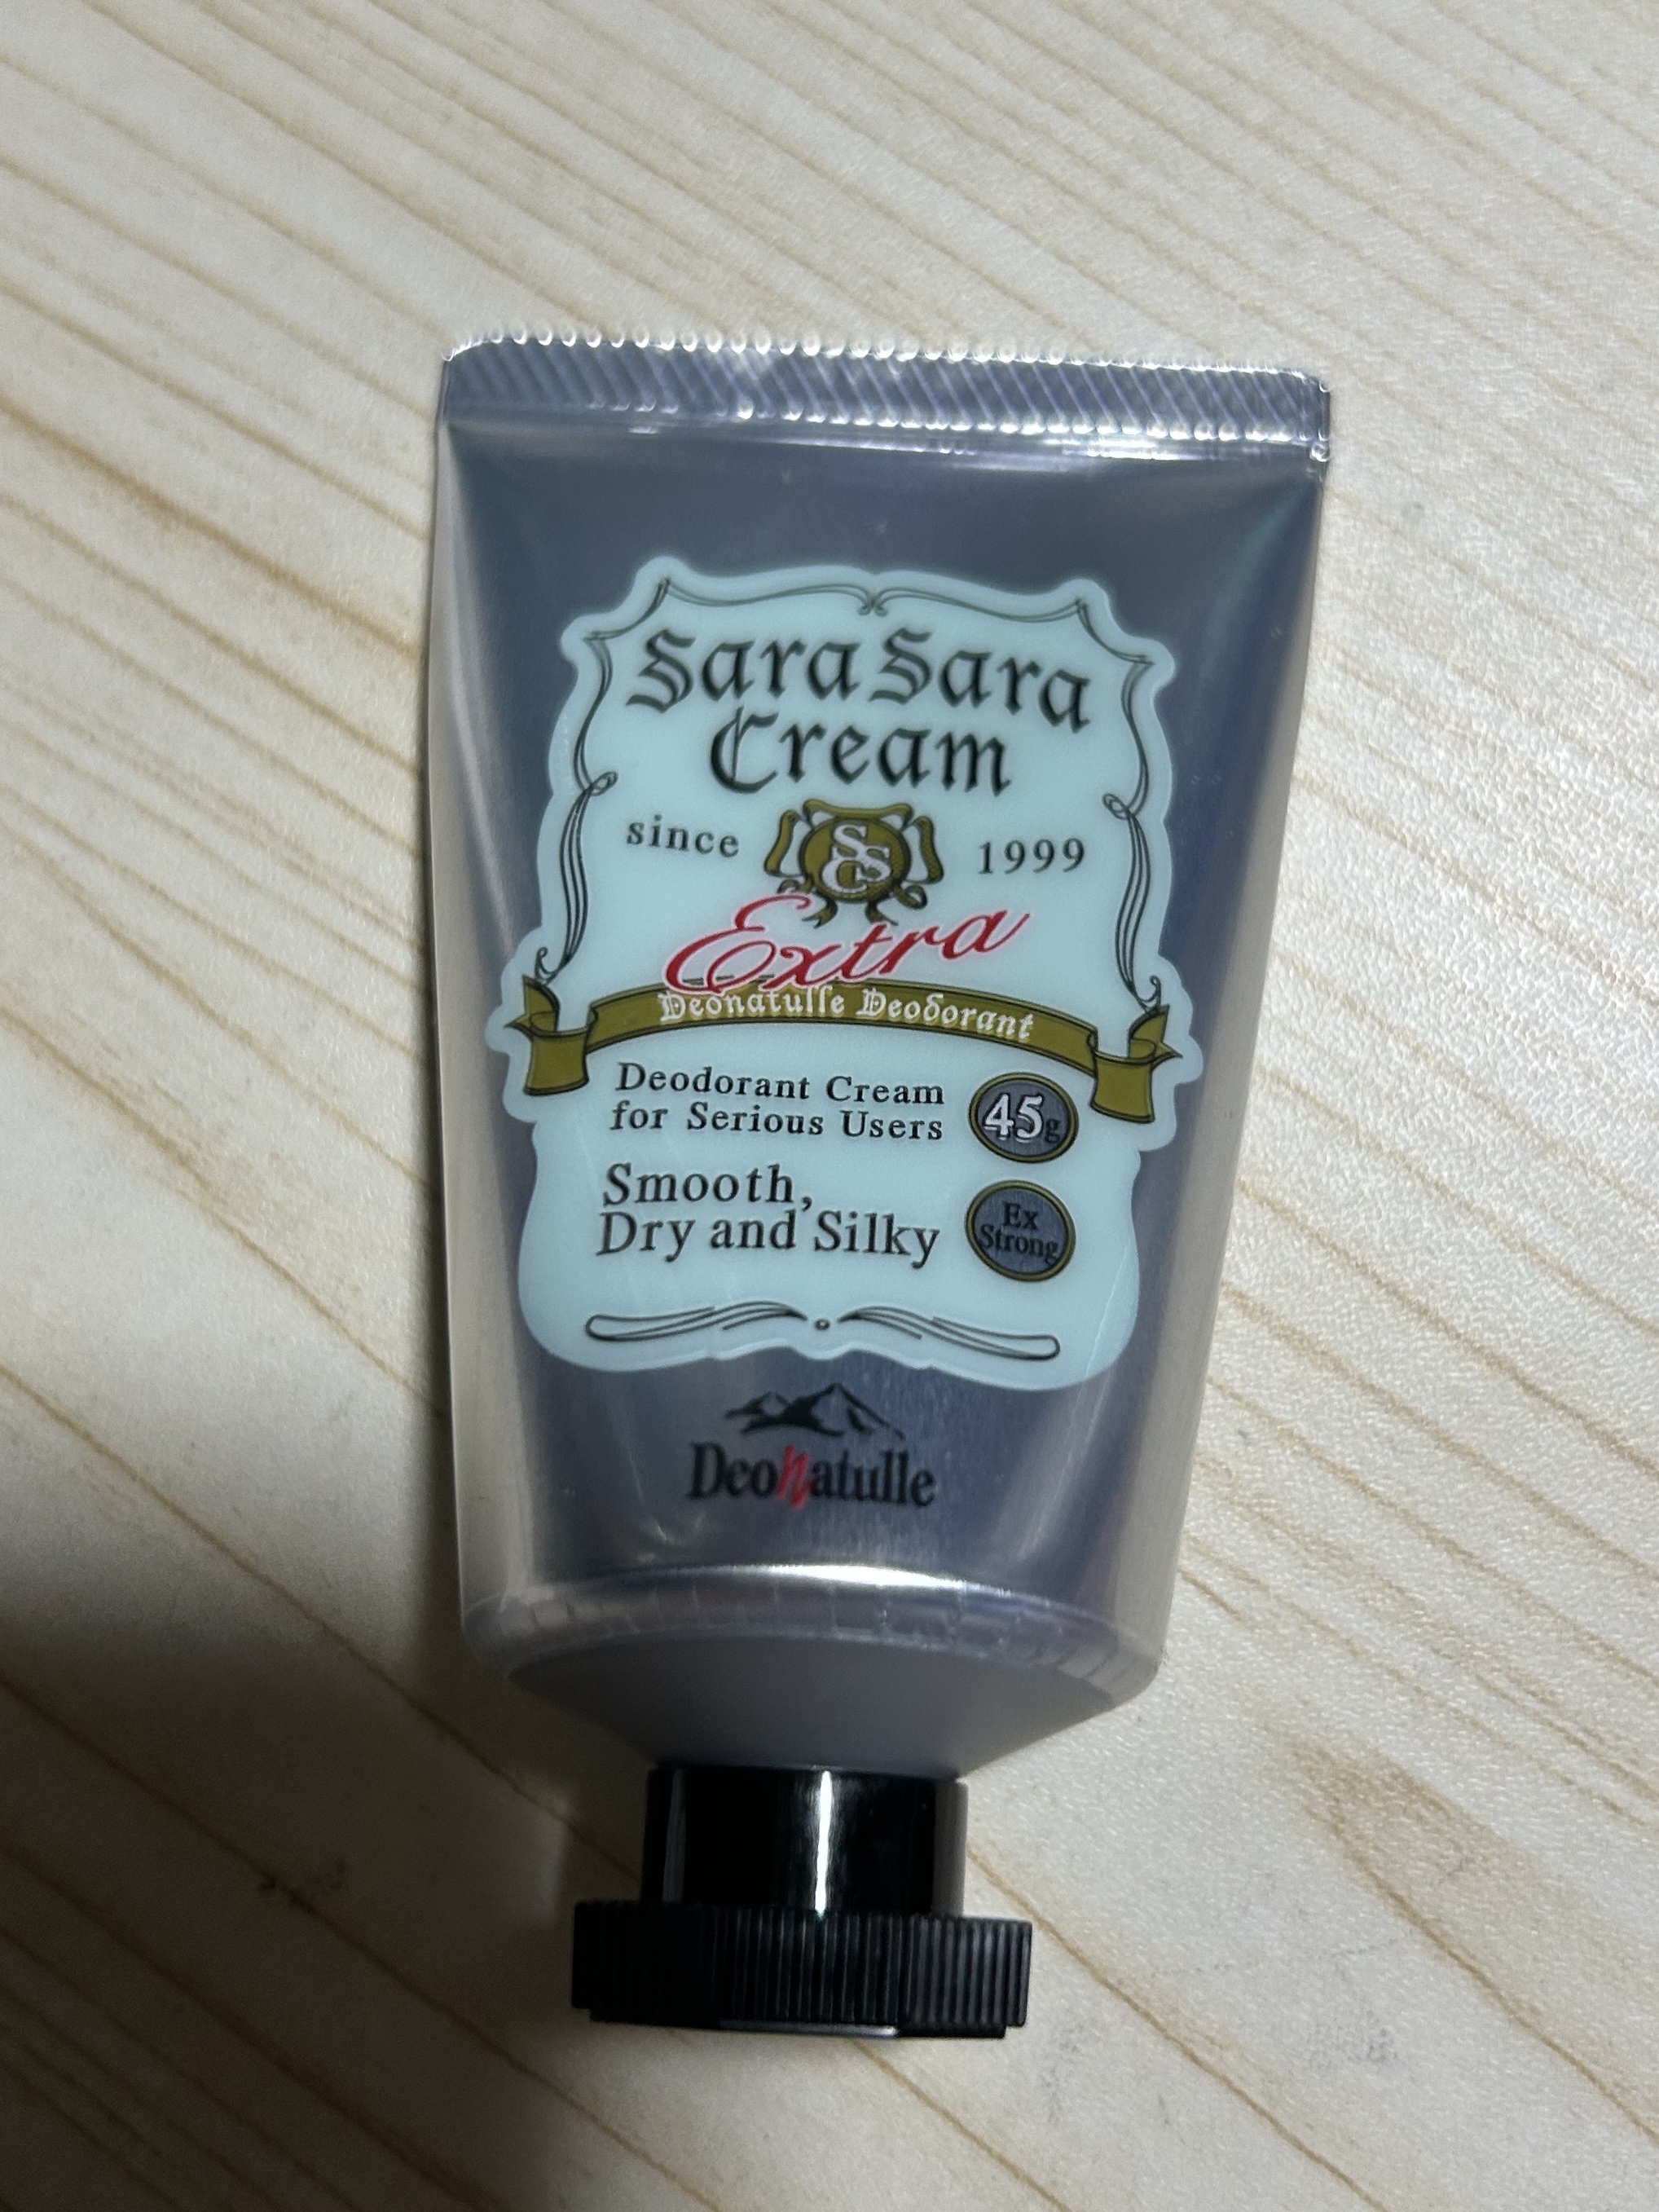 Sara Sara
Cream
since SSC 1999
Extra
Deonatulle Deodorant
Deodorant Cream
for Serious Users
45g
Smooth,
Dry and Silky
Ex
Strong
Deonatulle